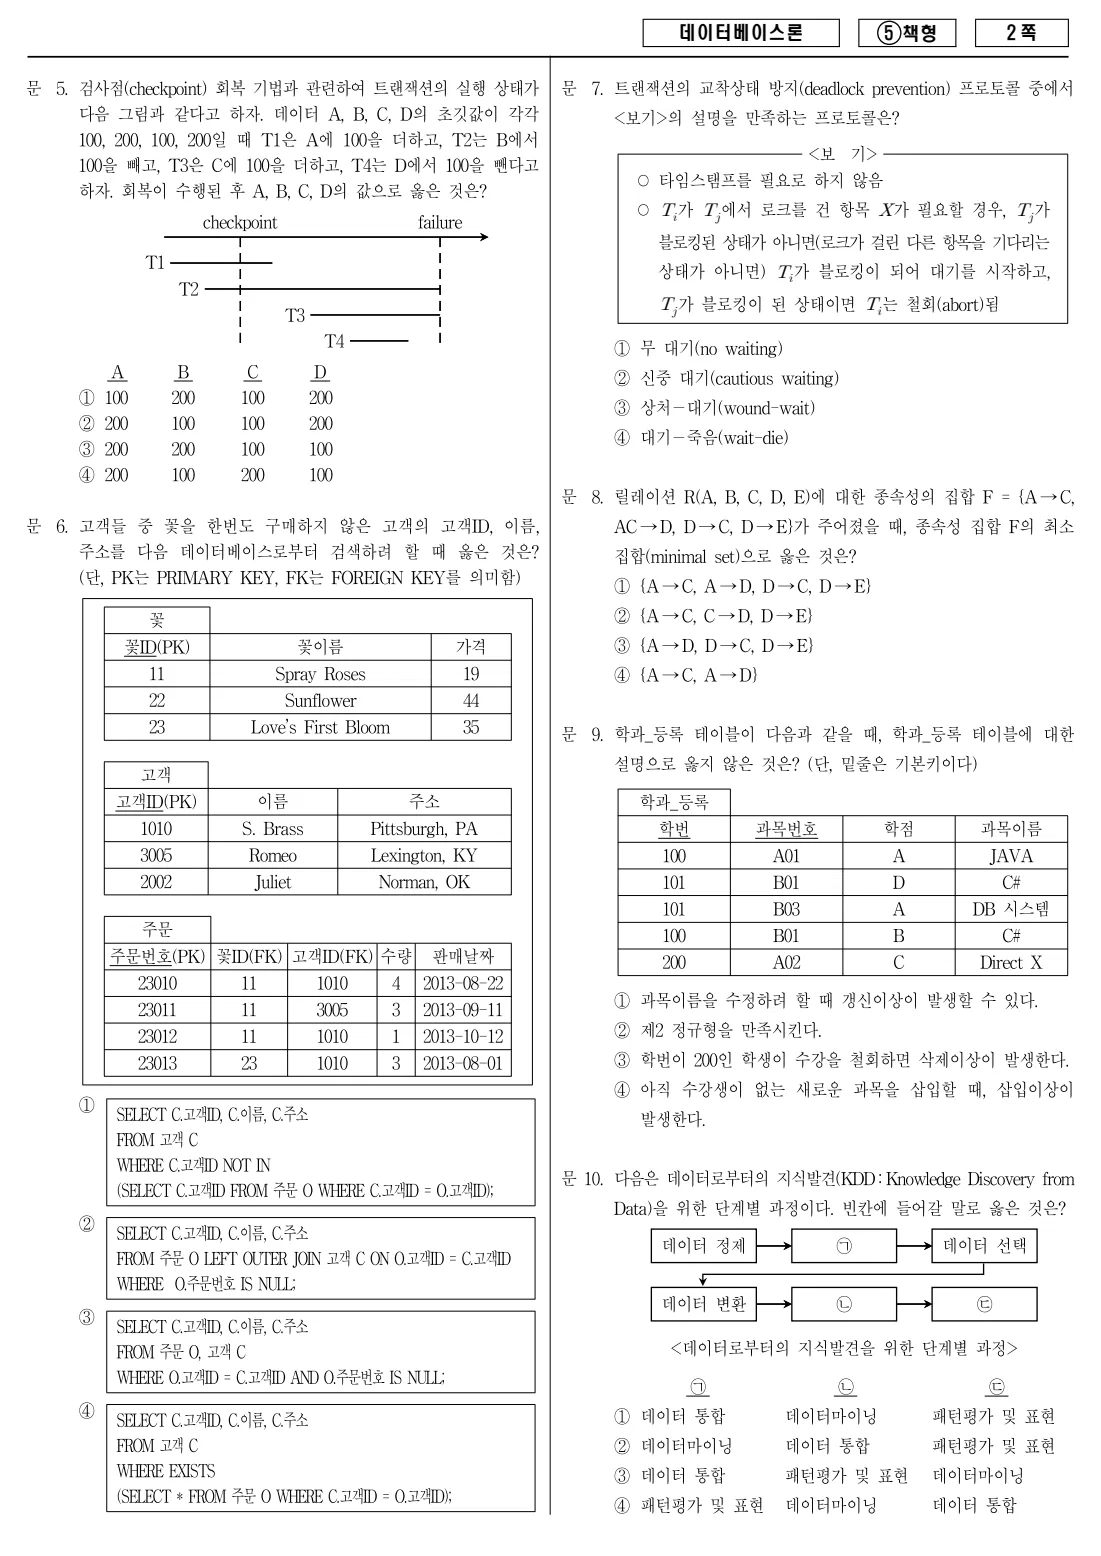 데이터베이스론 ⑤책형 2쪽
문 5. 검사점(checkpoint) 회복 기법과 관련하여 트랜잭션의 실행 상태가
다음 그림과 같다고 하자. 데이터 A, B, C, D의 초깃값이 각각
100, 200, 100, 200일 때 T1은 A에 100을 더하고, T2는 B에서
100을 빼고, T3은 C에 100을 더하고, T4는 D에서 100을 뺀다고
하자. 회복이 수행된 후 A, B, C, D의 값으로 옳은 것은?
checkpoint failure
T1
T2
T3
T4
A B C D
① 100 200 100 200
② 200 100 100 200
③ 200 200 100 100
④ 200 100 200 100
문 6. 고객들 중 꽃을 한번도 구매하지 않은 고객의 고객ID, 이름,
주소를 다음 데이터베이스로부터 검색하려 할 때 옳은 것은?
(단, PK는 PRIMARY KEY, FK는 FOREIGN KEY를 의미함)
꽃
꽃ID(PK) 꽃이름 가격
11 Spray Roses 19
22 Sunflower 44
23 Love's First Bloom 35
고객
고객ID(PK) 이름 주소
1010 S. Brass Pittsburgh, PA
3005 Romeo Lexington, KY
2002 Juliet Norman, OK
주문
주문번호(PK) 꽃ID(FK) 고객ID(FK) 수량 판매날짜
23010 11 1010 4 2013-08-22
23011 11 3005 3 2013-09-11
23012 11 1010 1 2013-10-12
23013 23 1010 3 2013-08-01
①
SELECT C.고객ID, C.이름, C.주소
FROM 고객 C
WHERE C.고객ID NOT IN
(SELECT C.고객ID FROM 주문 O WHERE C.고객ID = O.고객ID);
②
SELECT C.고객ID, C.이름, C.주소
FROM 주문 O LEFT OUTER JOIN 고객 C ON O.고객ID = C.고객ID
WHERE O.주문번호 IS NULL;
③
SELECT C.고객ID, C.이름, C.주소
FROM 주문 O, 고객 C
WHERE O.고객ID = C.고객ID AND O.주문번호 IS NULL;
④
SELECT C.고객ID, C.이름, C.주소
FROM 고객 C
WHERE EXISTS
(SELECT * FROM 주문 O WHERE C.고객ID = O.고객ID);
문 7. 트랜잭션의 교착상태 방지(deadlock prevention) 프로토콜 중에서
<보기>의 설명을 만족하는 프로토콜은?
<보 기>
○ 타임스탬프를 필요로 하지 않음
○ Ti가 Tj에서 로크를 건 항목 X가 필요할 경우, Tj가
블로킹된 상태가 아니면(로크가 걸린 다른 항목을 기다리는
상태가 아니면) Ti가 블로킹이 되어 대기를 시작하고,
Tj가 블로킹이 된 상태이면 Ti는 철회(abort)됨
① 무 대기(no waiting)
② 신중 대기(cautious waiting)
③ 상처-대기(wound-wait)
④ 대기-죽음(wait-die)
문 8. 릴레이션 R(A, B, C, D, E)에 대한 종속성의 집합 F = {A→C,
AC→D, D→C, D→E}가 주어졌을 때, 종속성 집합 F의 최소
집합(minimal set)으로 옳은 것은?
① {A→C, A→D, D→C, D→E}
② {A→C, C→D, D→E}
③ {A→D, D→C, D→E}
④ {A→C, A→D}
문 9. 학과_등록 테이블이 다음과 같을 때, 학과_등록 테이블에 대한
설명으로 옳지 않은 것은? (단, 밑줄은 기본키이다)
학과_등록
학번 과목번호 학점 과목이름
100 A01 A JAVA
101 B01 D C#
101 B03 A DB 시스템
100 B01 B C#
200 A02 C Direct X
① 과목이름을 수정하려 할 때 갱신이상이 발생할 수 있다.
② 제2 정규형을 만족시킨다.
③ 학번이 200인 학생이 수강을 철회하면 삭제이상이 발생한다.
④ 아직 수강생이 없는 새로운 과목을 삽입할 때, 삽입이상이
발생한다.
문 10. 다음은 데이터로부터의 지식발견(KDD : Knowledge Discovery from
Data)을 위한 단계별 과정이다. 빈칸에 들어갈 말로 옳은 것은?
데이터 정제 ㉠ 데이터 선택
데이터 변환 ㉡ ㉢
<데이터로부터의 지식발견을 위한 단계별 과정>
㉠ ㉡ ㉢
① 데이터 통합 데이터마이닝 패턴평가 및 표현
② 데이터마이닝 데이터 통합 패턴평가 및 표현
③ 데이터 통합 패턴평가 및 표현 데이터마이닝
④ 패턴평가 및 표현 데이터마이닝 데이터 통합